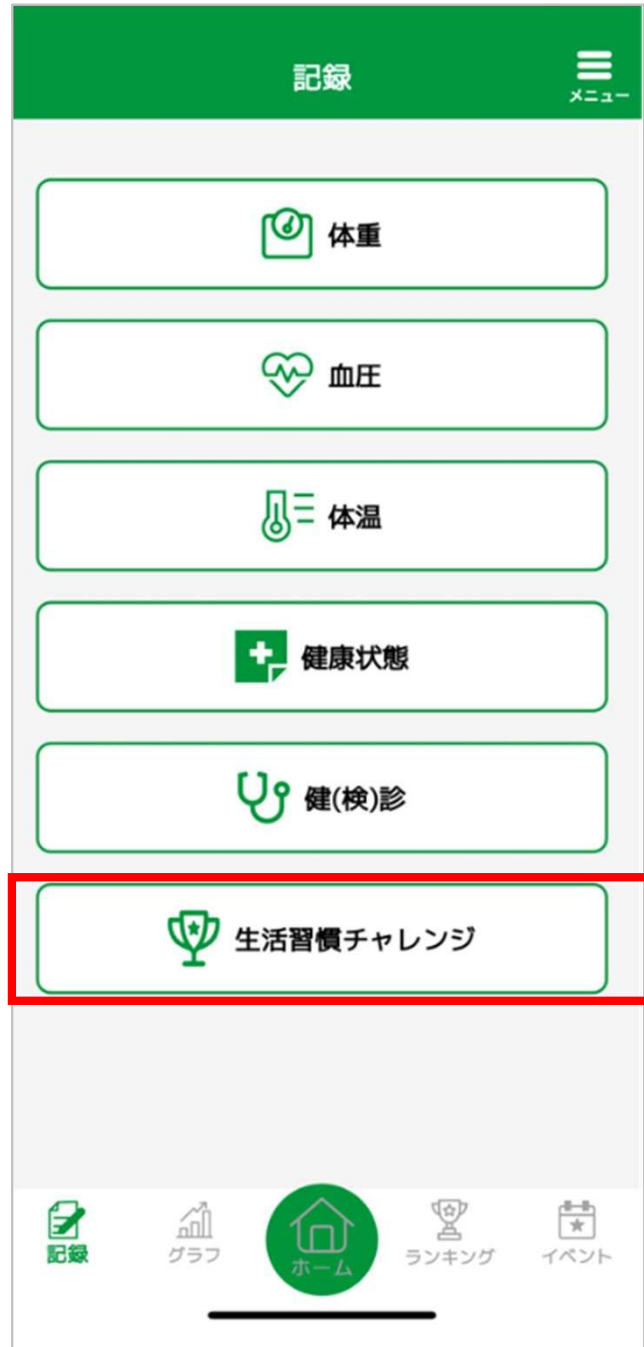 記録
メニュー
体重
血圧
体温
健康状態
健(検)診
生活習慣チャレンジ
記録
グラフ
ホーム
ランキング
イベント